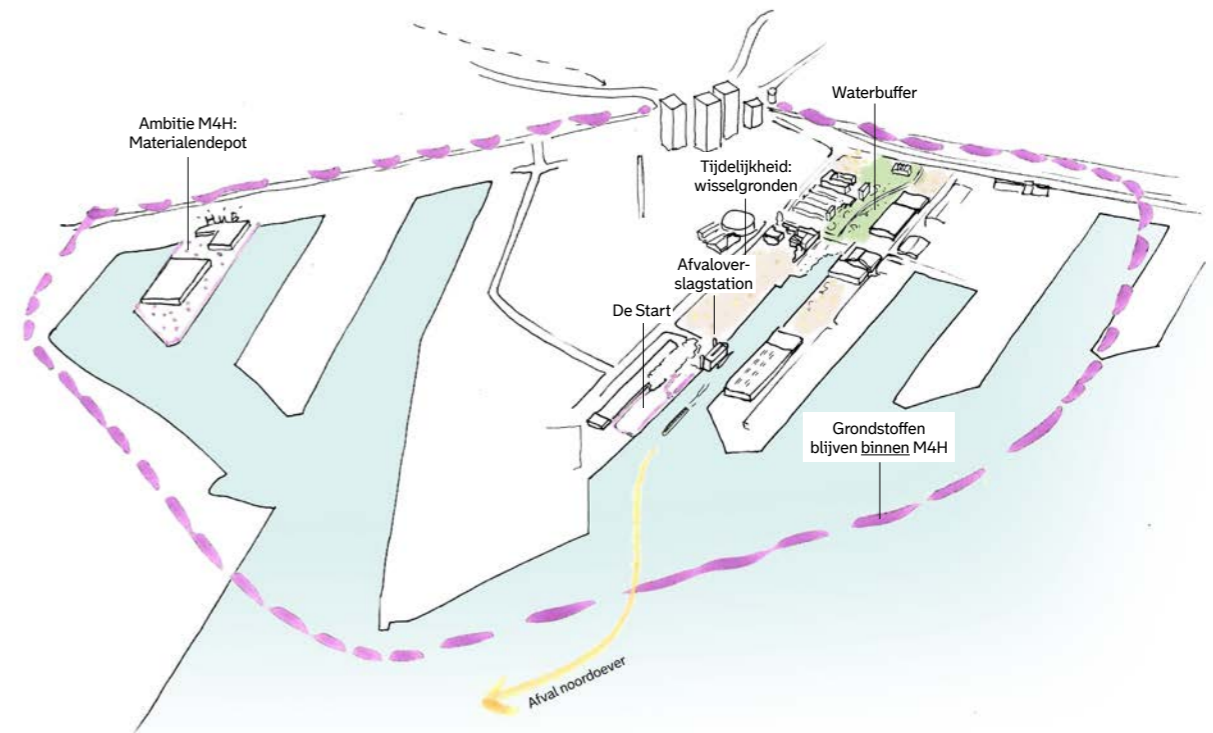 Waterbuffer
Ambitie M4H:
Materialendepot
Tijdelijkheid:
wisselgronden
HUB
Afvalover-
slagstation
De Start
Grondstoffen
blijven binnen M4H
Afval noordoever